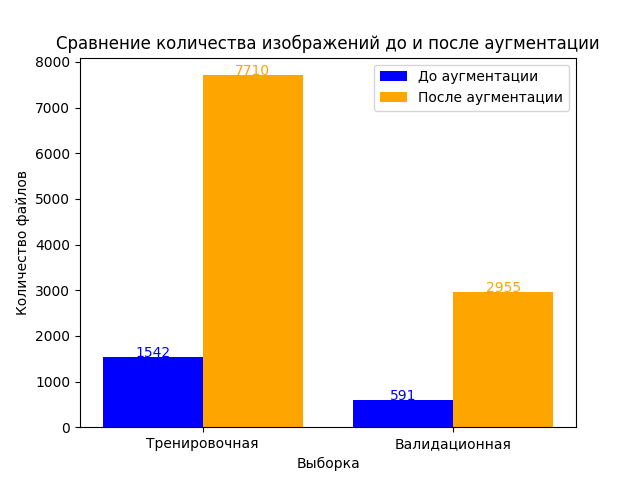 Сравнение количества изображений до и после аугментации
8000
7000
6000
5000
4000
3000
2000
1000
0
Количество файлов
До аугментации
После аугментации
1542
7710
591
2955
Тренировочная
Валидационная
Выборка